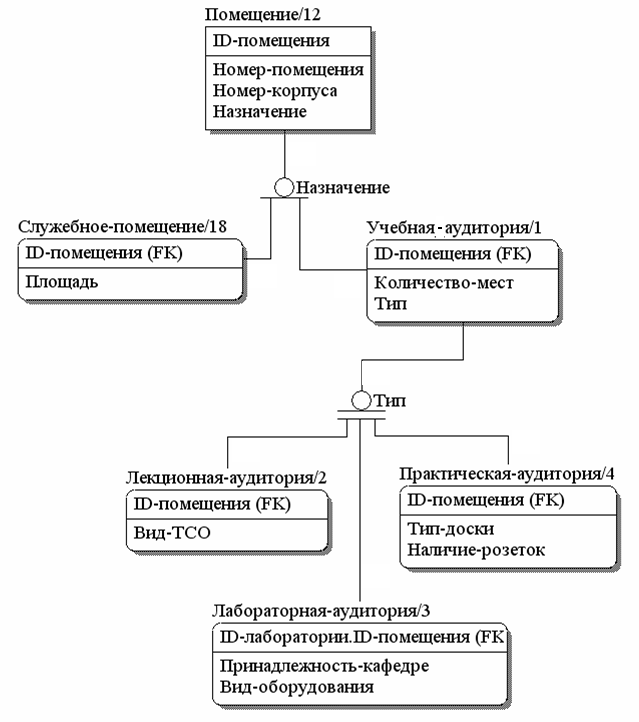 Помещение/12
ID-помещения
Номер-помещения
Номер-корпуса
Назначение
Назначение
Служебное-помещение/18
ID-помещения (FK)
Площадь
Учебная-аудитория/1
ID-помещения (FK)
Количество-мест
Тип
Тип
Лекционная-аудитория/2
ID-помещения (FK)
Вид-ТСО
Практическая-аудитория/4
ID-помещения (FK)
Тип-доски
Наличие-розеток
Лабораторная-аудитория/3
ID-лаборатории.ID-помещения (FK
Принадлежность-кафедре
Вид-оборудования